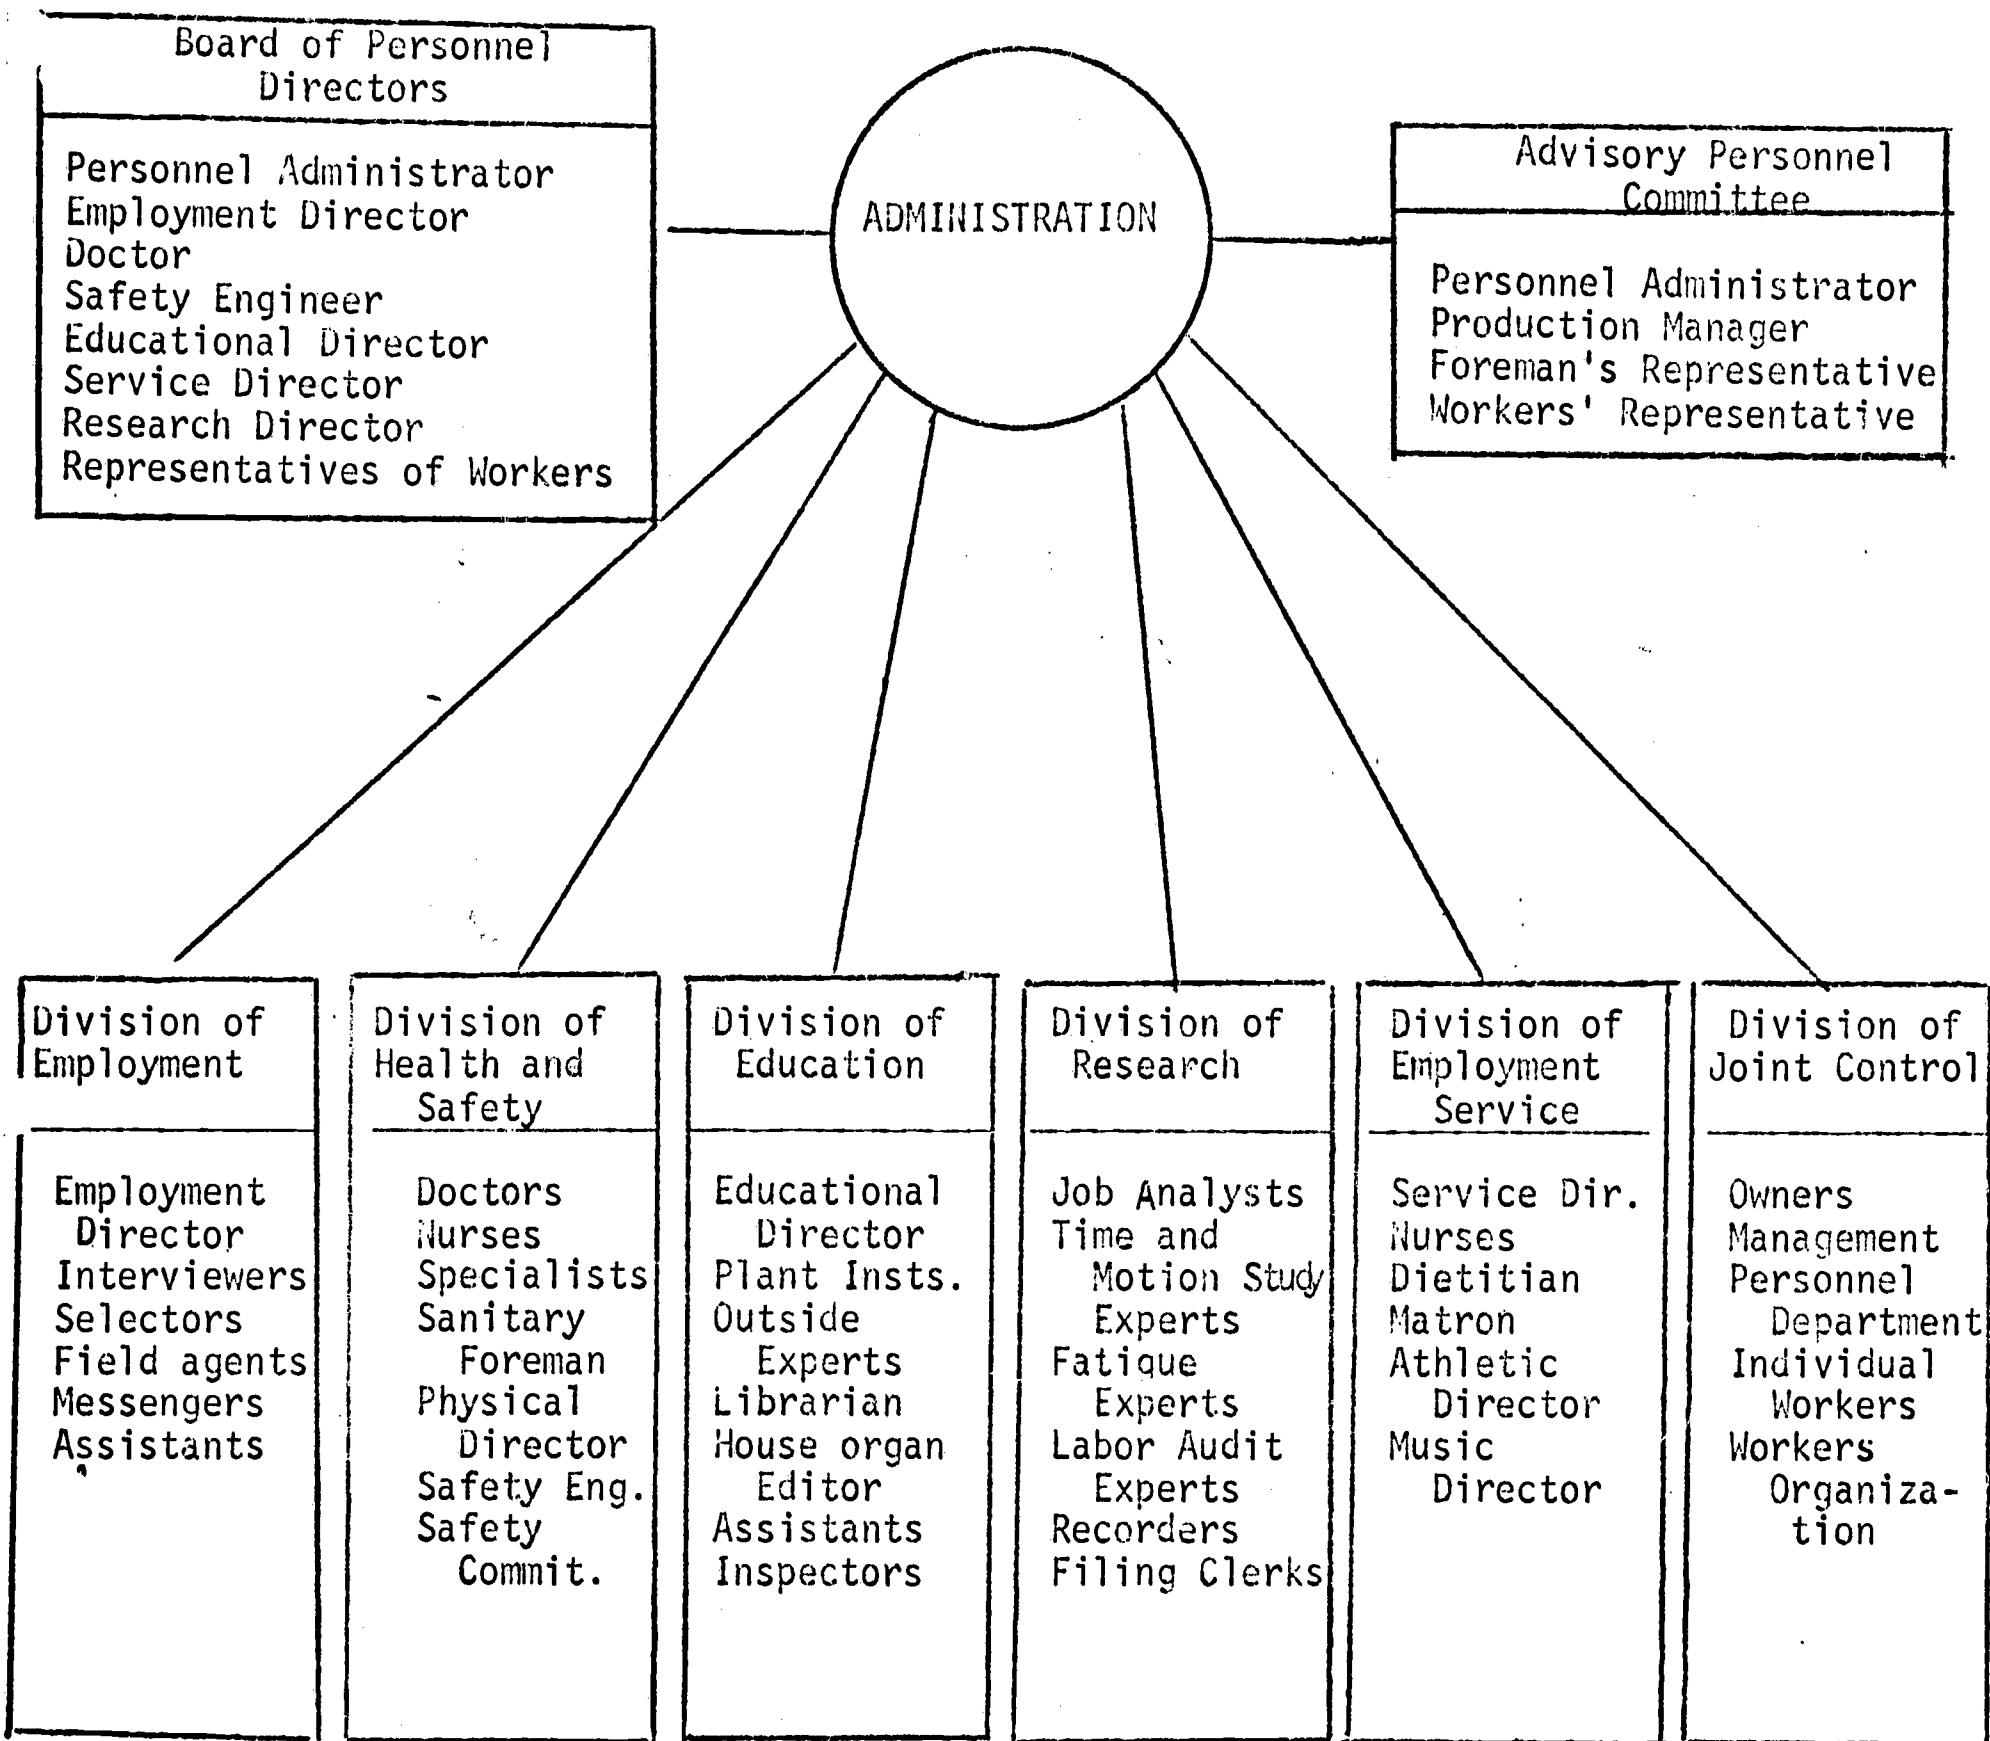 Board of Personnel
Directors
Personnel Administrator
Employment Director
Doctor
Safety Engineer
Educational Director
Service Director
Research Director
Representatives of Workers
ADMINISTRATION
Advisory Personnel
Committee
Personnel Administrator
Production Manager
Foreman's Representative
Workers' Representative
Division of
Employment
Employment
Director
Interviewers
Selectors
Field agents
Messengers
Assistants
Division of
Health and
Safety
Doctors
Nurses
Specialists
Sanitary
Foreman
Physical
Director
Safety Eng.
Safety
Commit.
Division of
Education
Educational
Director
Plant Insts.
Outside
Experts
Librarian
House organ
Editor
Assistants
Inspectors
Division of
Research
Job Analysts
Time and
Motion Study
Experts
Fatique
Experts
Labor Audit
Experts
Recorders
Filing Clerks
Division of
Employment
Service
Service Dir.
Nurses
Dietitian
Matron
Athletic
Director
Music
Director
Division of
Joint Control
Owners
Management
Personnel
Department
Individual
Workers
Workers
Organiza-
tion